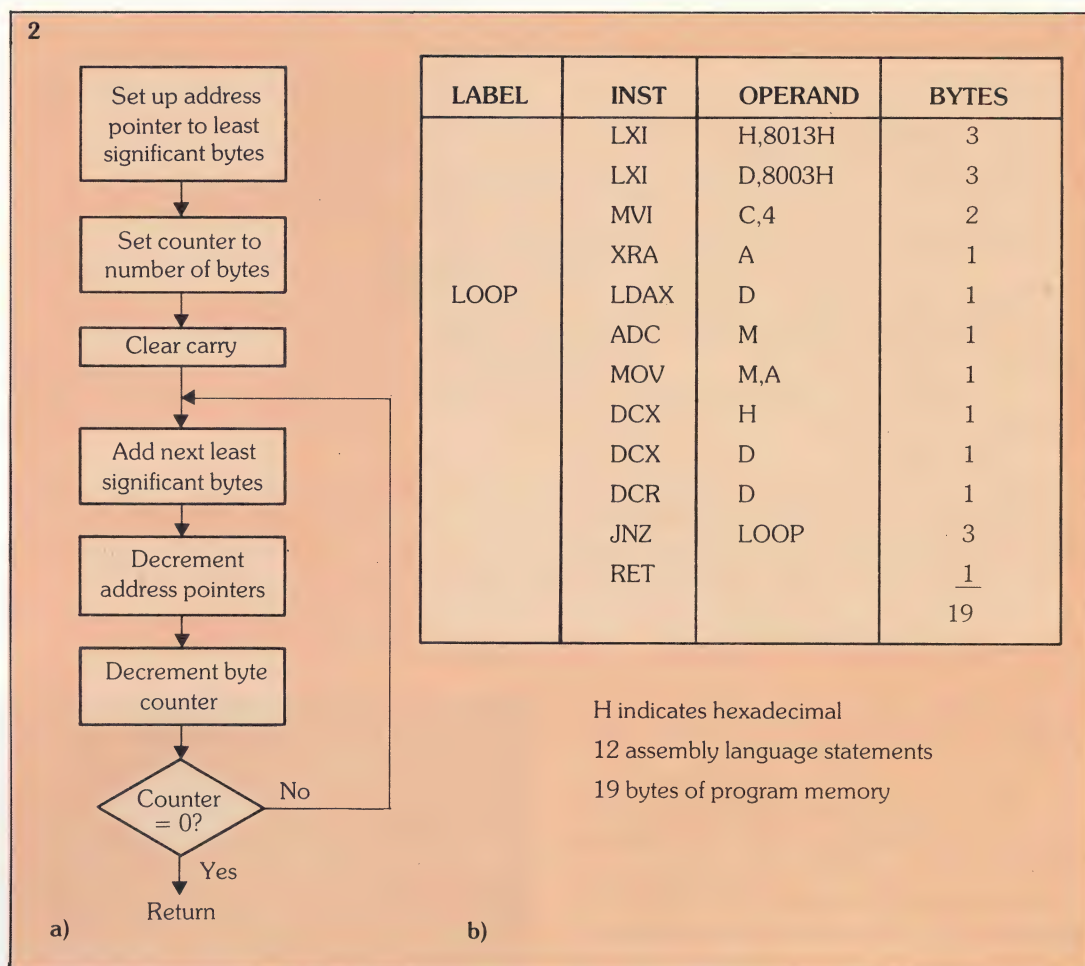 2
Set up address
pointer to least
significant bytes
Set counter to
number of bytes
Clear carry
Add next least
significant bytes
Decrement
address pointers
Decrement byte
counter
Counter
= 0?
No
Yes
Return
a)
LABEL INST OPERAND BYTES
LXI H,8013H 3
LXI D,8003H 3
MVI C,4 2
XRA A 1
LOOP LDAX D 1
ADC M 1
MOV M,A 1
DCX H 1
DCX D 1
DCR D 1
JNZ LOOP 3
RET 1
19
H indicates hexadecimal
12 assembly language statements
19 bytes of program memory
b)